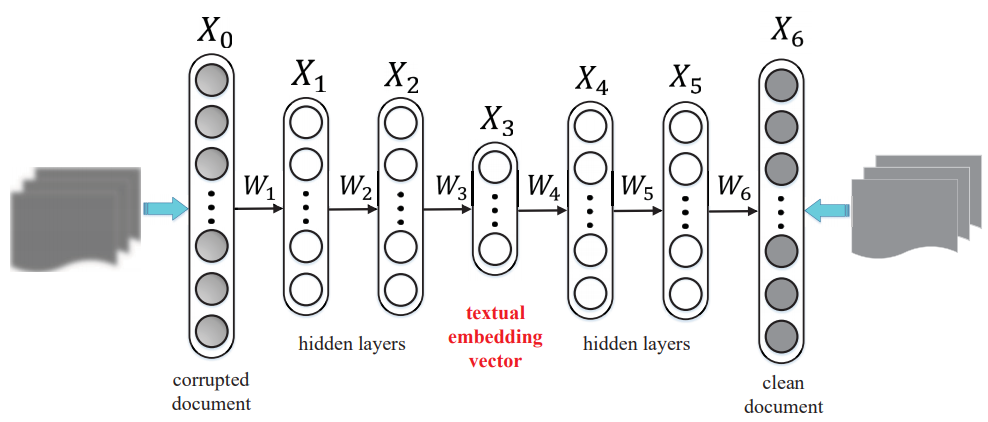 X₀
X₁
X₂
X₃
X₄
X₅
X₆
W₁
W₂
W₃
W₄
W₅
W₆
hidden layers
textual
embedding
vector
hidden layers
corrupted
document
clean
document